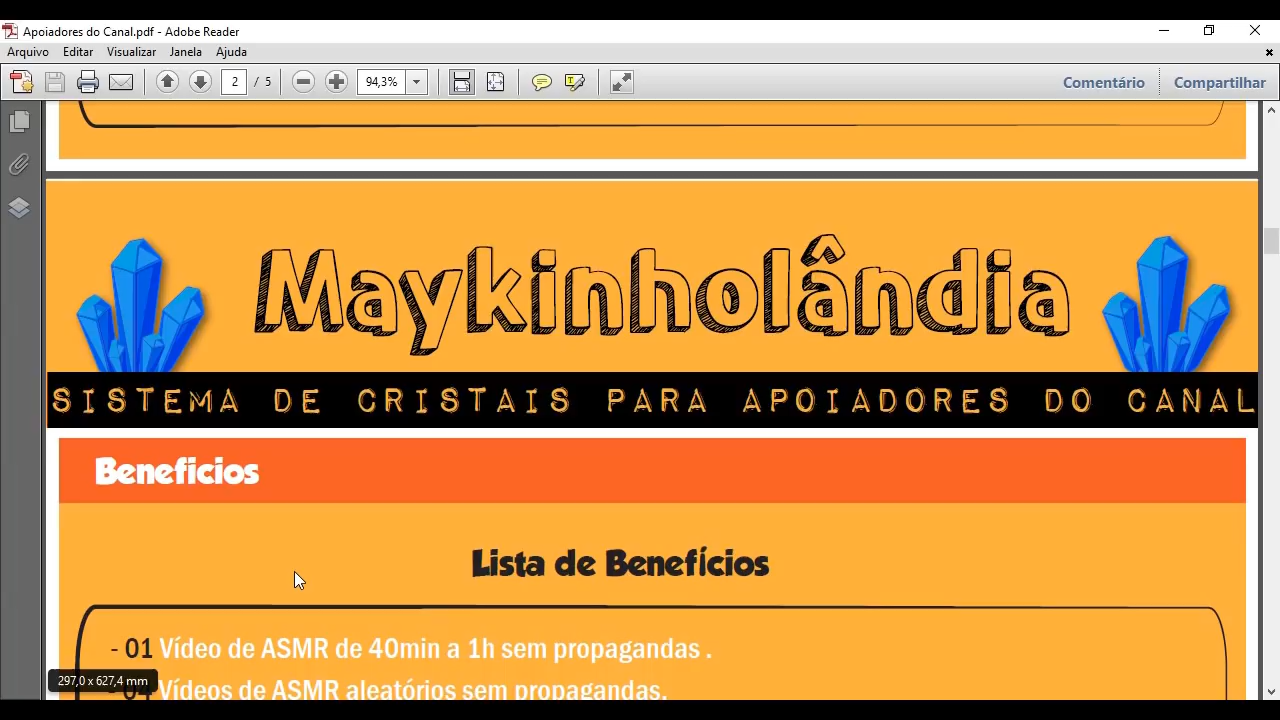 Apoiadores do Canal.pdf - Adobe Reader
Arquivo Editar Visualizar Janela Ajuda
2 / 5 94,3% Comentário Compartilhar
Maykinholândia
SISTEMA DE CRISTAIS PARA APOIADORES DO CANAL
Beneficios
Lista de Benefícios
- 01 Vídeo de ASMR de 40min a 1h sem propagandas .
- 04 Vídeos de ASMR aleatórios sem propagandas.
297,0 x 627,4 mm